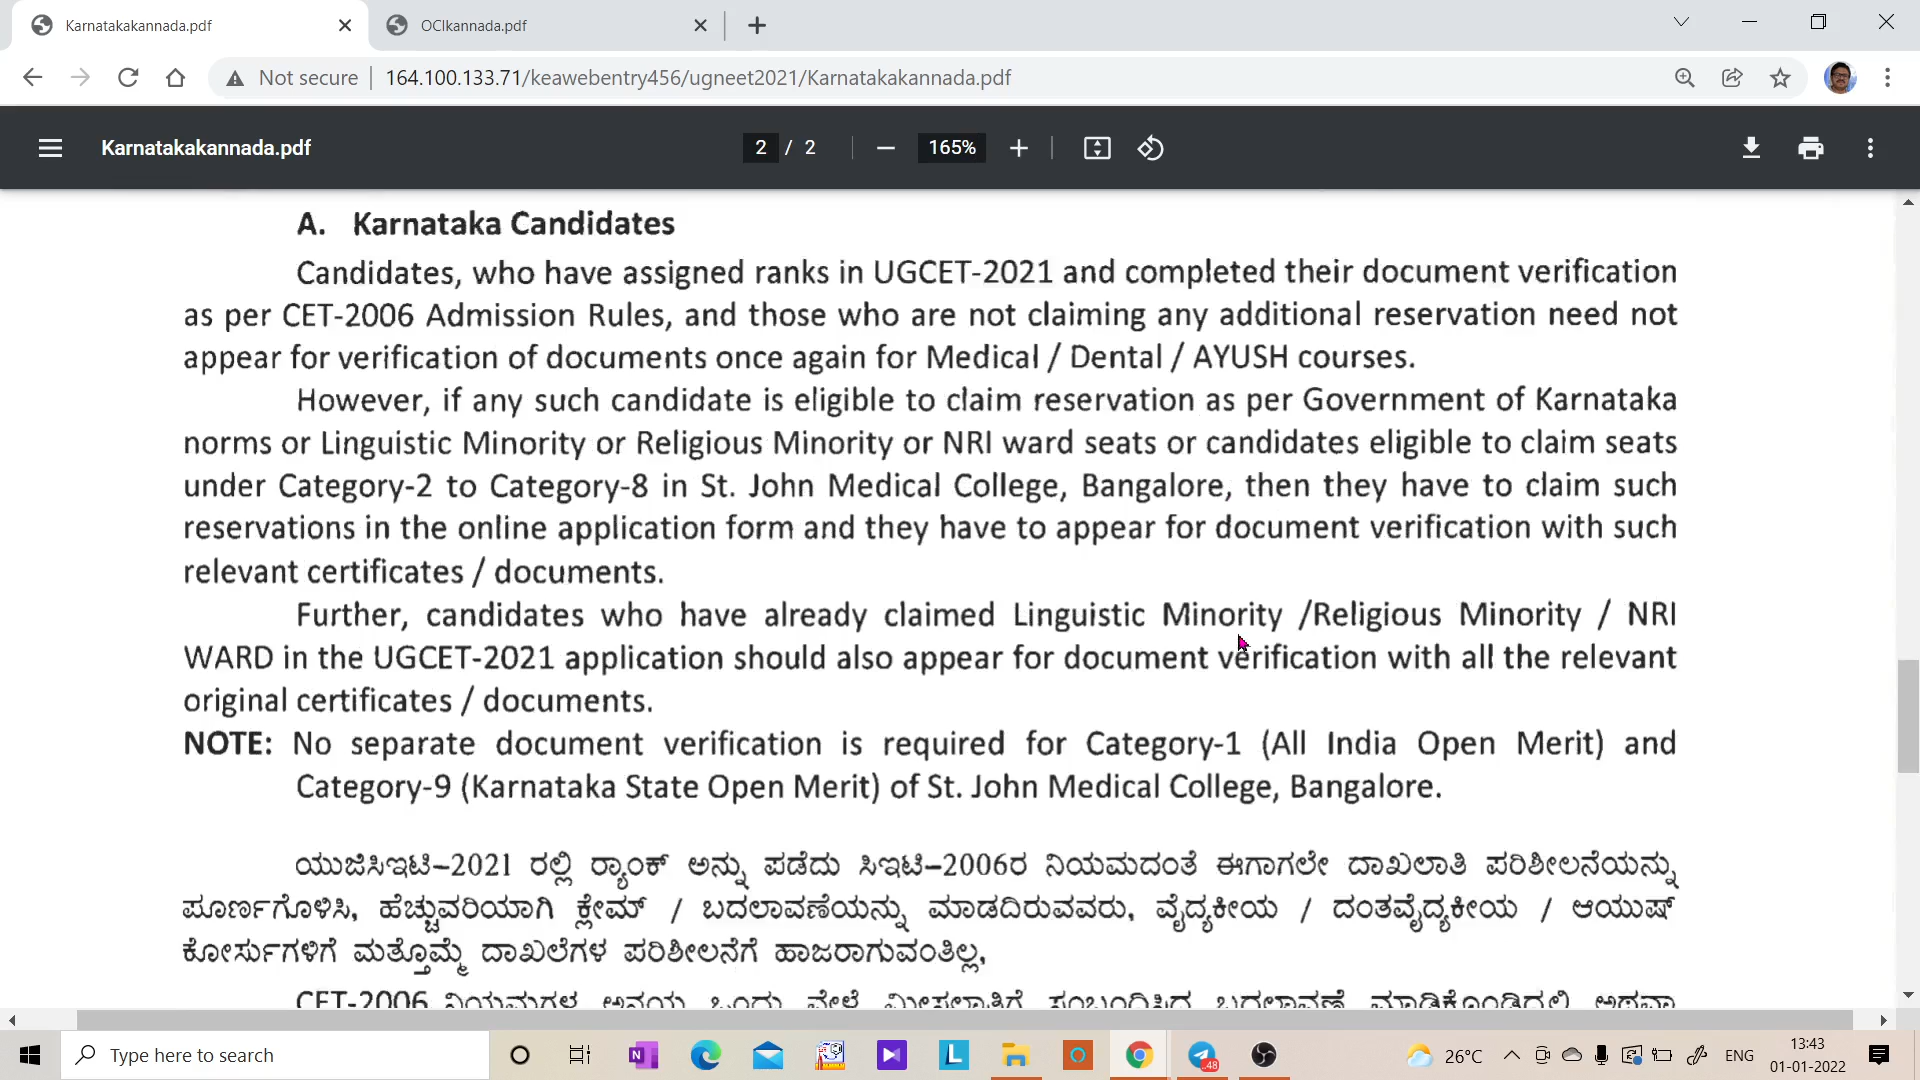 Karnatakakannada.pdf
OCIkannada.pdf
Not secure
164.100.133.71/keawebentry456/ugneet2021/Karnatakakannada.pdf
Karnatakakannada.pdf
2 / 2
165%
A. Karnataka Candidates
Candidates, who have assigned ranks in UGCET-2021 and completed their document verification
as per CET-2006 Admission Rules, and those who are not claiming any additional reservation need not
appear for verification of documents once again for Medical / Dental / AYUSH courses.
However, if any such candidate is eligible to claim reservation as per Government of Karnataka
norms or Linguistic Minority or Religious Minority or NRI ward seats or candidates eligible to claim seats
under Category-2 to Category-8 in St. John Medical College, Bangalore, then they have to claim such
reservations in the online application form and they have to appear for document verification with such
relevant certificates / documents.
Further, candidates who have already claimed Linguistic Minority /Religious Minority / NRI
WARD in the UGCET-2021 application should also appear for document verification with all the relevant
original certificates / documents.
NOTE: No separate document verification is required for Category-1 (All India Open Merit) and
Category-9 (Karnataka State Open Merit) of St. John Medical College, Bangalore.
ಯುಜಿಸಿಇಟಿ–2021 ರಲ್ಲಿ ರ‍್ಯಾಂಕ್ ಅನ್ನು ಪಡೆದು ಸಿಇಟಿ–2006ರ ನಿಯಮದಂತೆ ಈಗಾಗಲೇ ದಾಖಲಾತಿ ಪರಿಶೀಲನೆಯನ್ನು
ಪೂರ್ಣಗೊಳಿಸಿ, ಹೆಚ್ಚುವರಿಯಾಗಿ ಕ್ಲೇಮ್ / ಬದಲಾವಣೆಯನ್ನು ಮಾಡದಿರುವವರು, ವೈದ್ಯಕೀಯ / ದಂತವೈದ್ಯಕೀಯ / ಆಯುಷ್
ಕೋರ್ಸುಗಳಿಗೆ ಮತ್ತೊಮ್ಮೆ ದಾಖಲೆಗಳ ಪರಿಶೀಲನೆಗೆ ಹಾಜರಾಗುವಂತಿಲ್ಲ,
CET-2006 ನಿಯಮಗಳ ಅನ್ವಯ ಒಂದು ವೇಳೆ ಮೀಸಲಾತಿಗೆ ಸಂಬಂಧಿಸಿದ ಬದಲಾವಣೆ ಮಾಡಿಕೊಂಡಿದ್ದಲ್ಲಿ ಅಥವಾ
Type here to search
48
26°C
ENG
13:43
01-01-2022